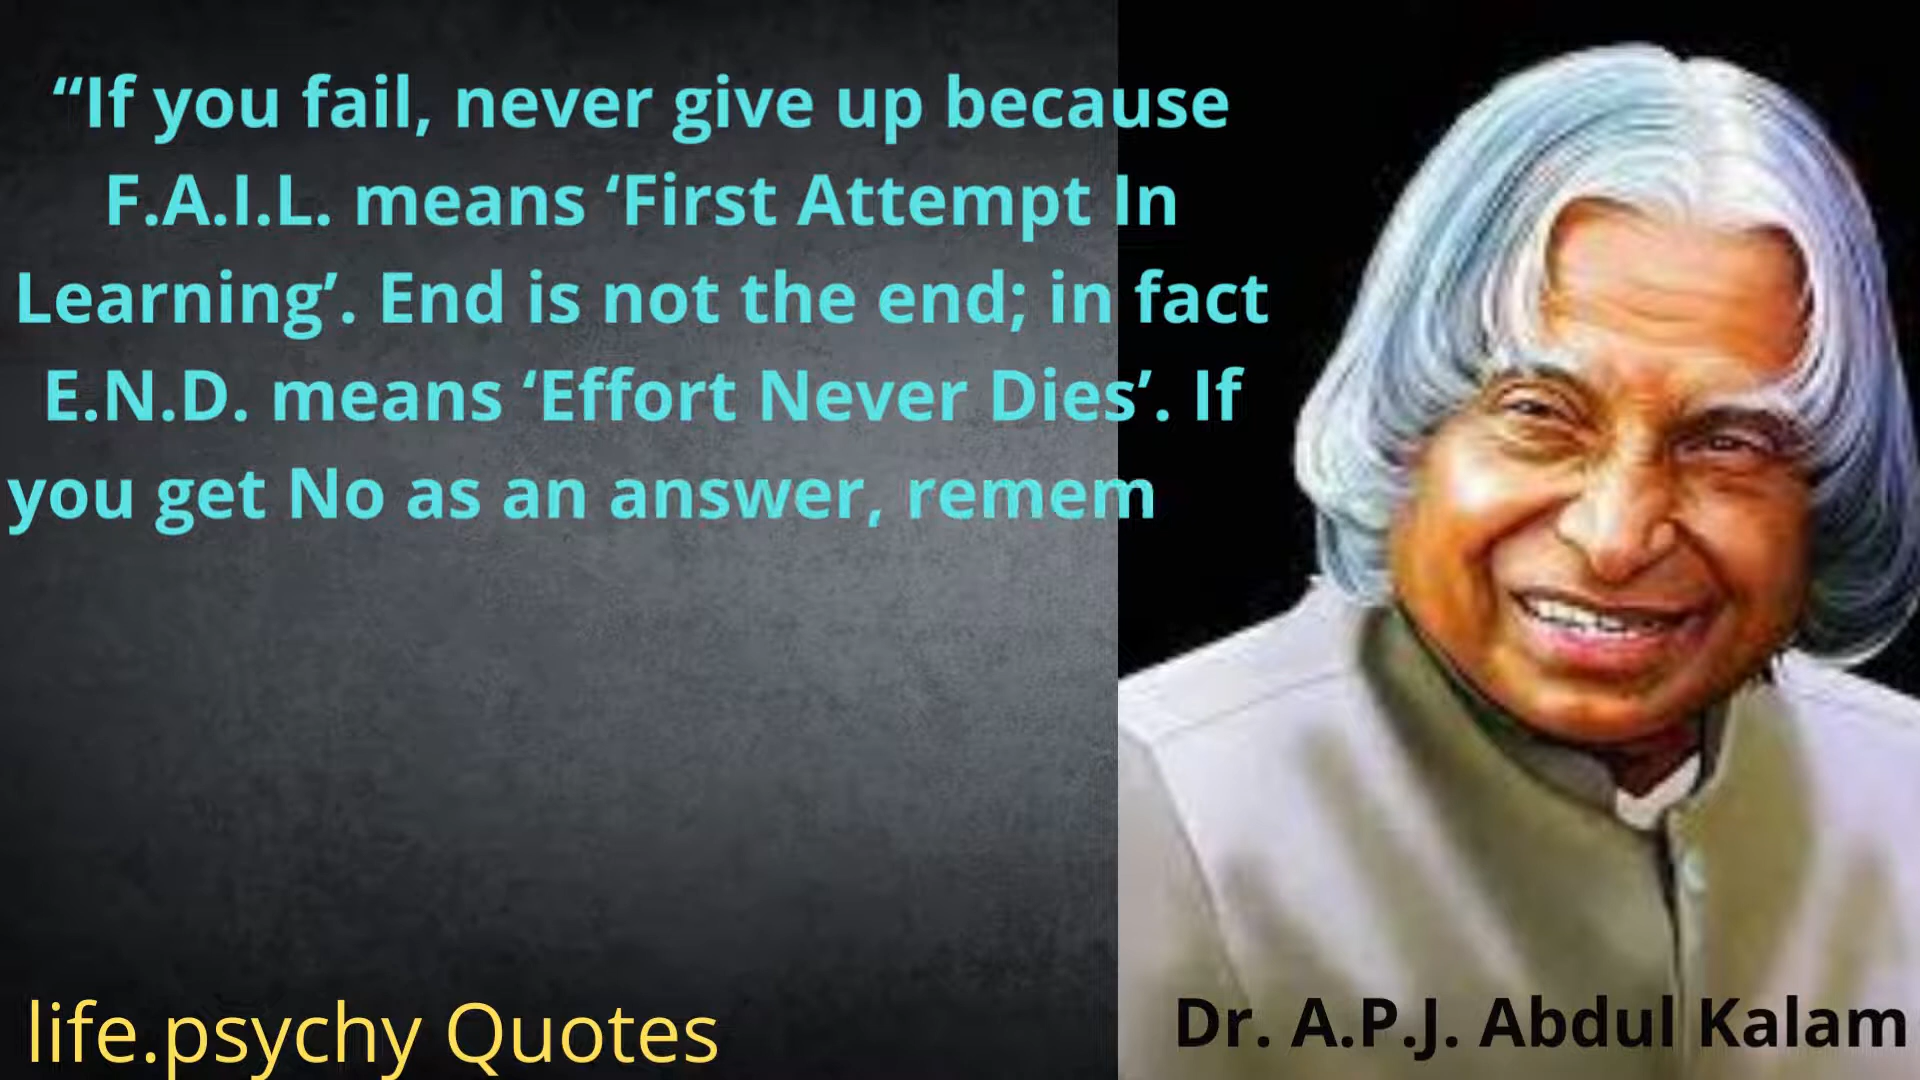 “If you fail, never give up because
F.A.I.L. means ‘First Attempt In
Learning’. End is not the end; in fact
E.N.D. means ‘Effort Never Dies’. If
you get No as an answer, remem
life.psychy Quotes
Dr. A.P.J. Abdul Kalam